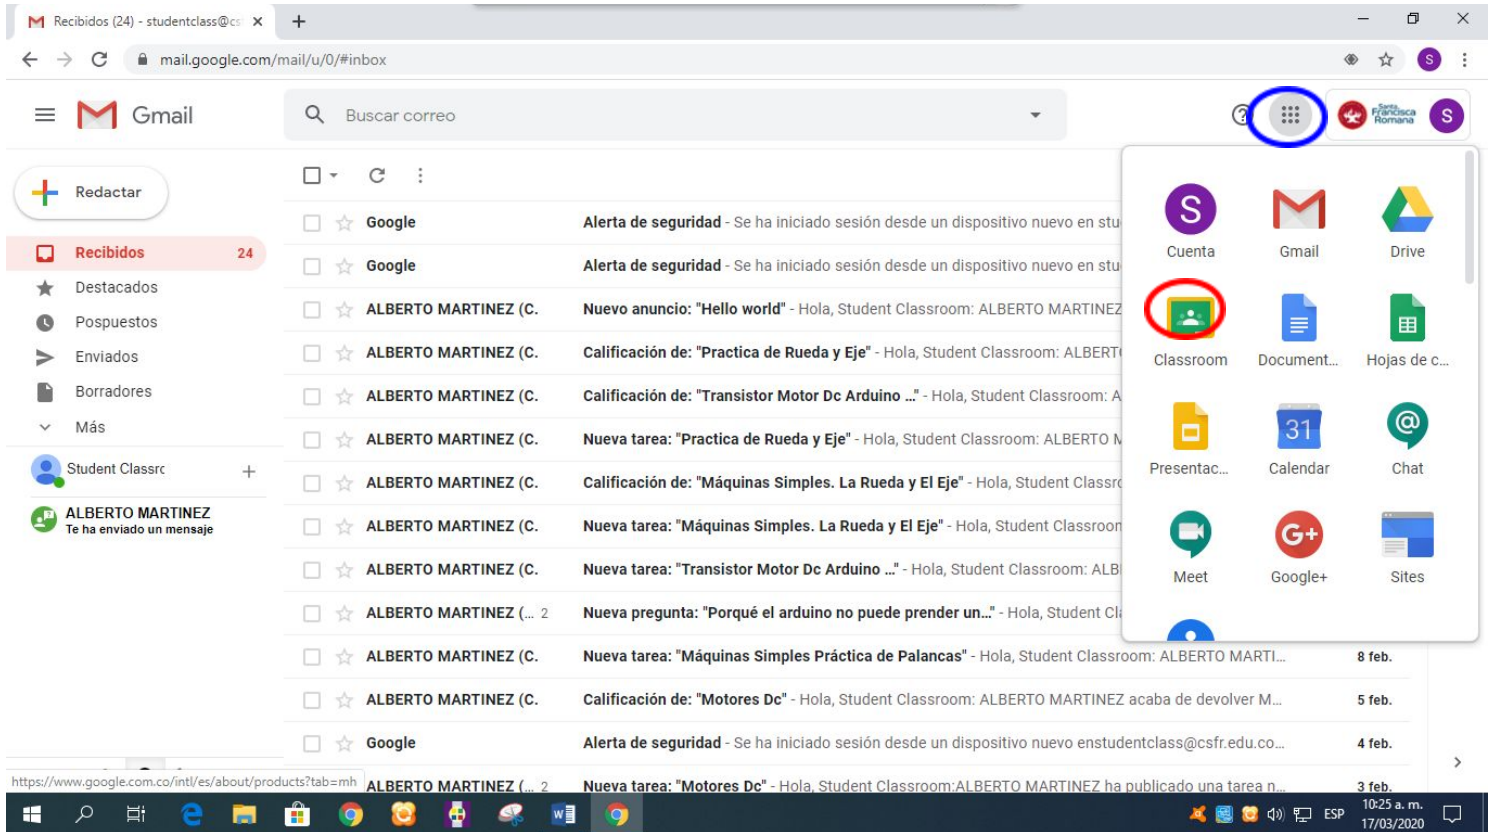 Recibidos (24) - studentclass@cs
mail.google.com/mail/u/0/#inbox
S
Gmail
Buscar correo
Santa Francisca Romana
S
Redactar
Recibidos 24
Destacados
Pospuestos
Enviados
Borradores
Más
Student Classrc
ALBERTO MARTINEZ
Te ha enviado un mensaje
Google Alerta de seguridad - Se ha iniciado sesión desde un dispositivo nuevo en stu
Google Alerta de seguridad - Se ha iniciado sesión desde un dispositivo nuevo en stu
ALBERTO MARTINEZ (C. Nuevo anuncio: "Hello world" - Hola, Student Classroom: ALBERTO MARTINEZ
ALBERTO MARTINEZ (C. Calificación de: "Practica de Rueda y Eje" - Hola, Student Classroom: ALBERT
ALBERTO MARTINEZ (C. Calificación de: "Transistor Motor Dc Arduino ..." - Hola, Student Classroom: A
ALBERTO MARTINEZ (C. Nueva tarea: "Practica de Rueda y Eje" - Hola, Student Classroom: ALBERTO M
ALBERTO MARTINEZ (C. Calificación de: "Máquinas Simples. La Rueda y El Eje" - Hola, Student Classro
ALBERTO MARTINEZ (C. Nueva tarea: "Máquinas Simples. La Rueda y El Eje" - Hola, Student Classroon
ALBERTO MARTINEZ (C. Nueva tarea: "Transistor Motor Dc Arduino ..." - Hola, Student Classroom: ALB
ALBERTO MARTINEZ (... 2 Nueva pregunta: "Porqué el arduino no puede prender un..." - Hola, Student Cl
ALBERTO MARTINEZ (C. Nueva tarea: "Máquinas Simples Práctica de Palancas" - Hola, Student Classroom: ALBERTO MARTI... 8 feb.
ALBERTO MARTINEZ (C. Calificación de: "Motores Dc" - Hola, Student Classroom: ALBERTO MARTINEZ acaba de devolver M... 5 feb.
Google Alerta de seguridad - Se ha iniciado sesión desde un dispositivo nuevo enstudentclass@csfr.edu.co... 4 feb.
ALBERTO MARTINEZ (... 2 Nueva tarea: "Motores Dc" - Hola, Student Classroom:ALBERTO MARTINEZ ha publicado una tarea n... 3 feb.
S
Cuenta Gmail Drive
Classroom Document... Hojas de c...
31
Presentac... Calendar Chat
G+
Meet Google+ Sites
https://www.google.com.co/intl/es/about/products?tab=mh
ESP
10:25 a. m.
17/03/2020